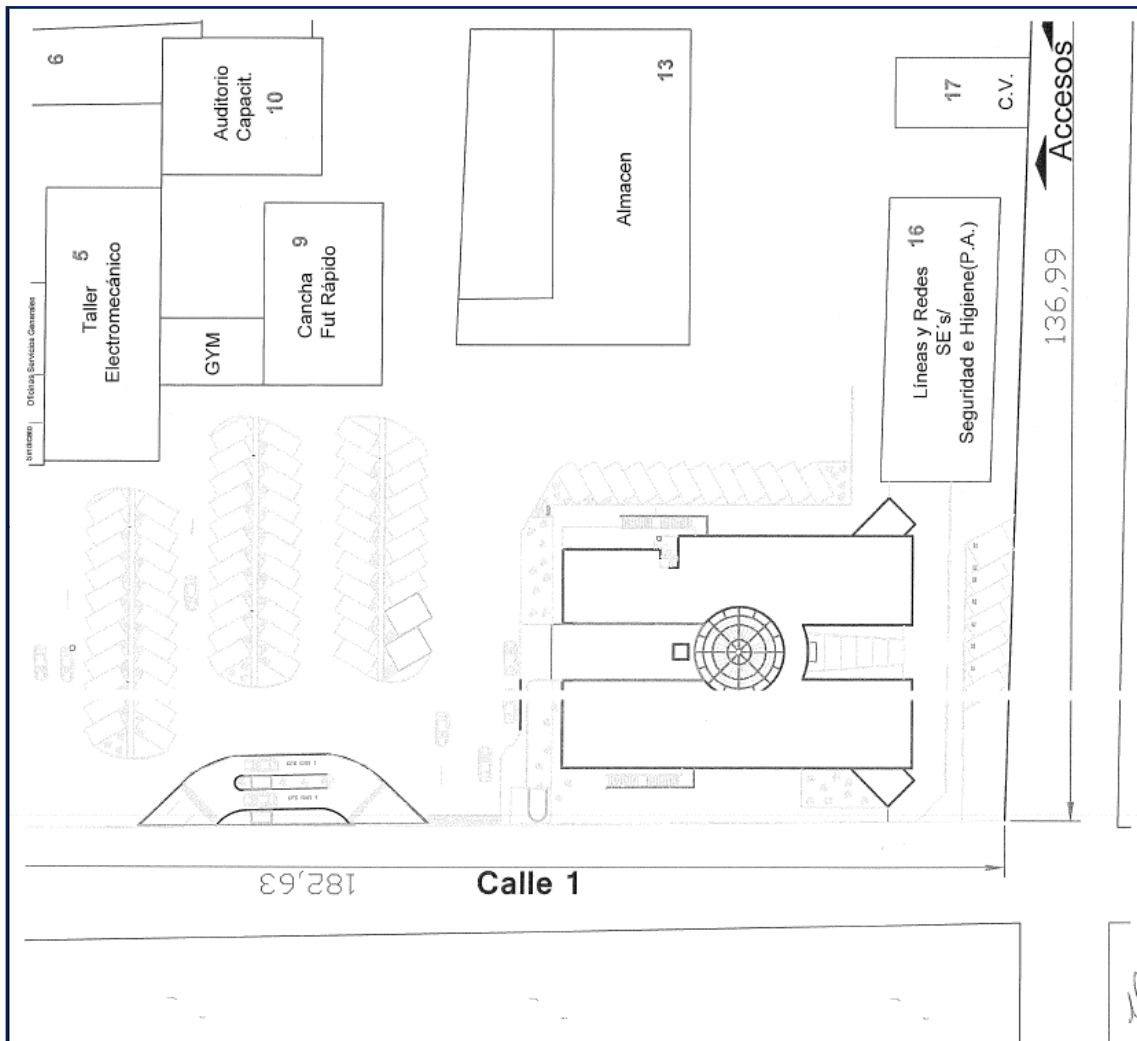 6
Auditorio
Capacit.
10
13
Almacen
17
C.V.
Accesos
5
Taller
Electromecánico
Sindicato
Oficinas Servicios Generales
GYM
9
Cancha
Fut Rápido
16
Líneas y Redes
SE´s/
Seguridad e Higiene(P.A.)
136,99
182,63
Calle 1